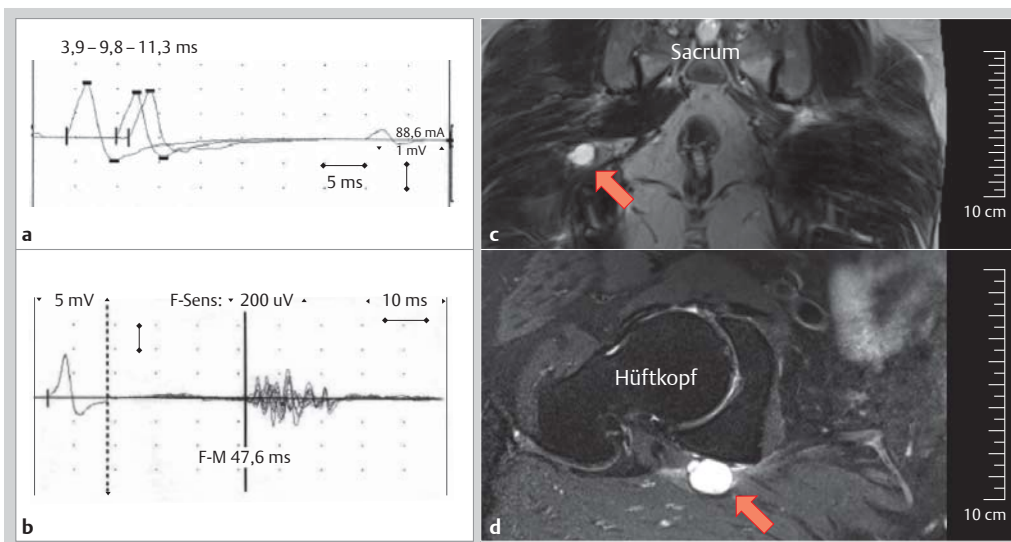 3,9 – 9,8 – 11,3 ms
88,6 mA
1 mV
5 ms
a
5 mV
F-Sens:
200 uV
10 ms
F-M 47,6 ms
b
Sacrum
10 cm
c
Hüftkopf
10 cm
d